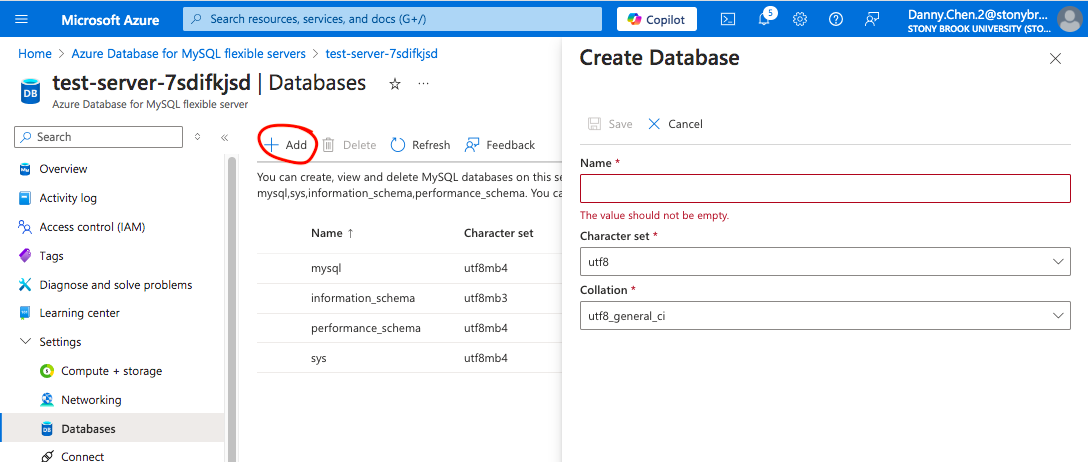 Microsoft Azure
Search resources, services, and docs (G+/)
Copilot
5
Danny.Chen.2@stonybr...
STONY BROOK UNIVERSITY (STO...
Home > Azure Database for MySQL flexible servers > test-server-7sdifkjsd
test-server-7sdifkjsd | Databases
Azure Database for MySQL flexible server
Search
Overview
Activity log
Access control (IAM)
Tags
Diagnose and solve problems
Learning center
Settings
Compute + storage
Networking
Databases
Connect
Add
Delete
Refresh
Feedback
You can create, view and delete MySQL databases on this se
mysql,sys,information_schema,performance_schema. You ca
Name ↑ Character set
mysql utf8mb4
information_schema utf8mb3
performance_schema utf8mb4
sys utf8mb4
Create Database
Save
Cancel
Name *
The value should not be empty.
Character set *
utf8
Collation *
utf8_general_ci